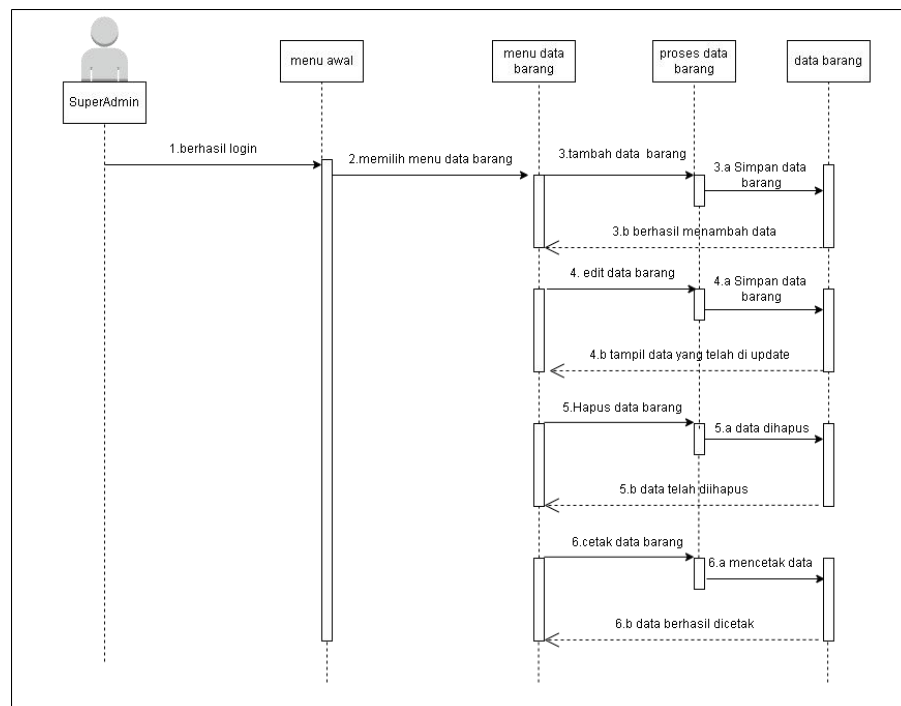 SuperAdmin
menu awal
menu data
barang
proses data
barang
data barang
1.berhasil login
2.memilih menu data barang
3.tambah data barang
3.a Simpan data
barang
3.b berhasil menambah data
4. edit data barang
4.a Simpan data
barang
4.b tampil data yang telah di update
5.Hapus data barang
5.a data dihapus
5.b data telah diihapus
6.cetak data barang
6.a mencetak data
6.b data berhasil dicetak